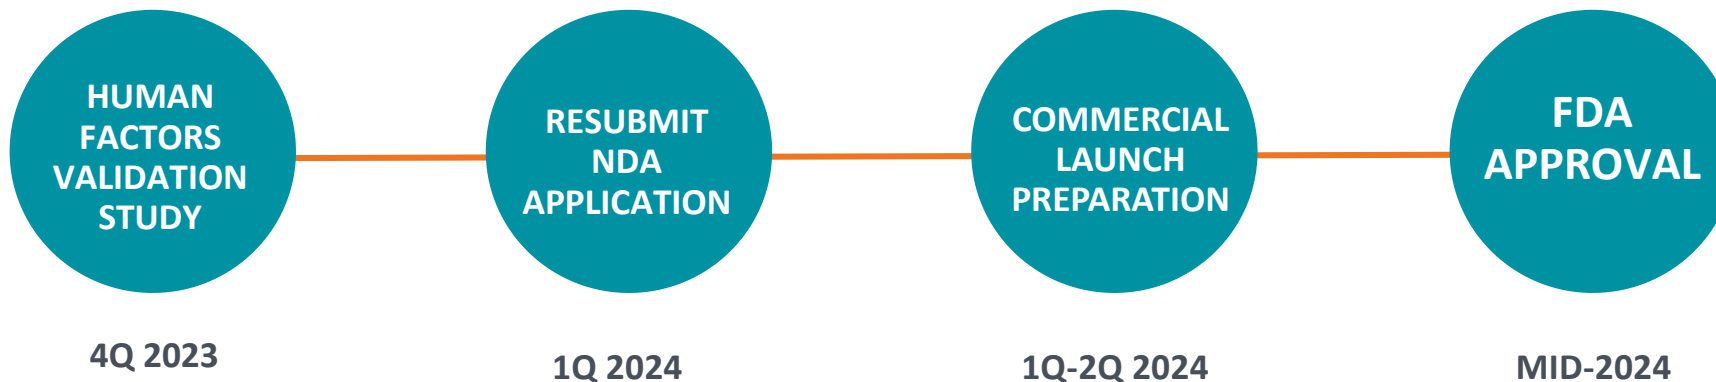 HUMAN
FACTORS
VALIDATION
STUDY
4Q 2023
RESUBMIT
NDA
APPLICATION
1Q 2024
COMMERCIAL
LAUNCH
PREPARATION
1Q-2Q 2024
FDA
APPROVAL
MID-2024